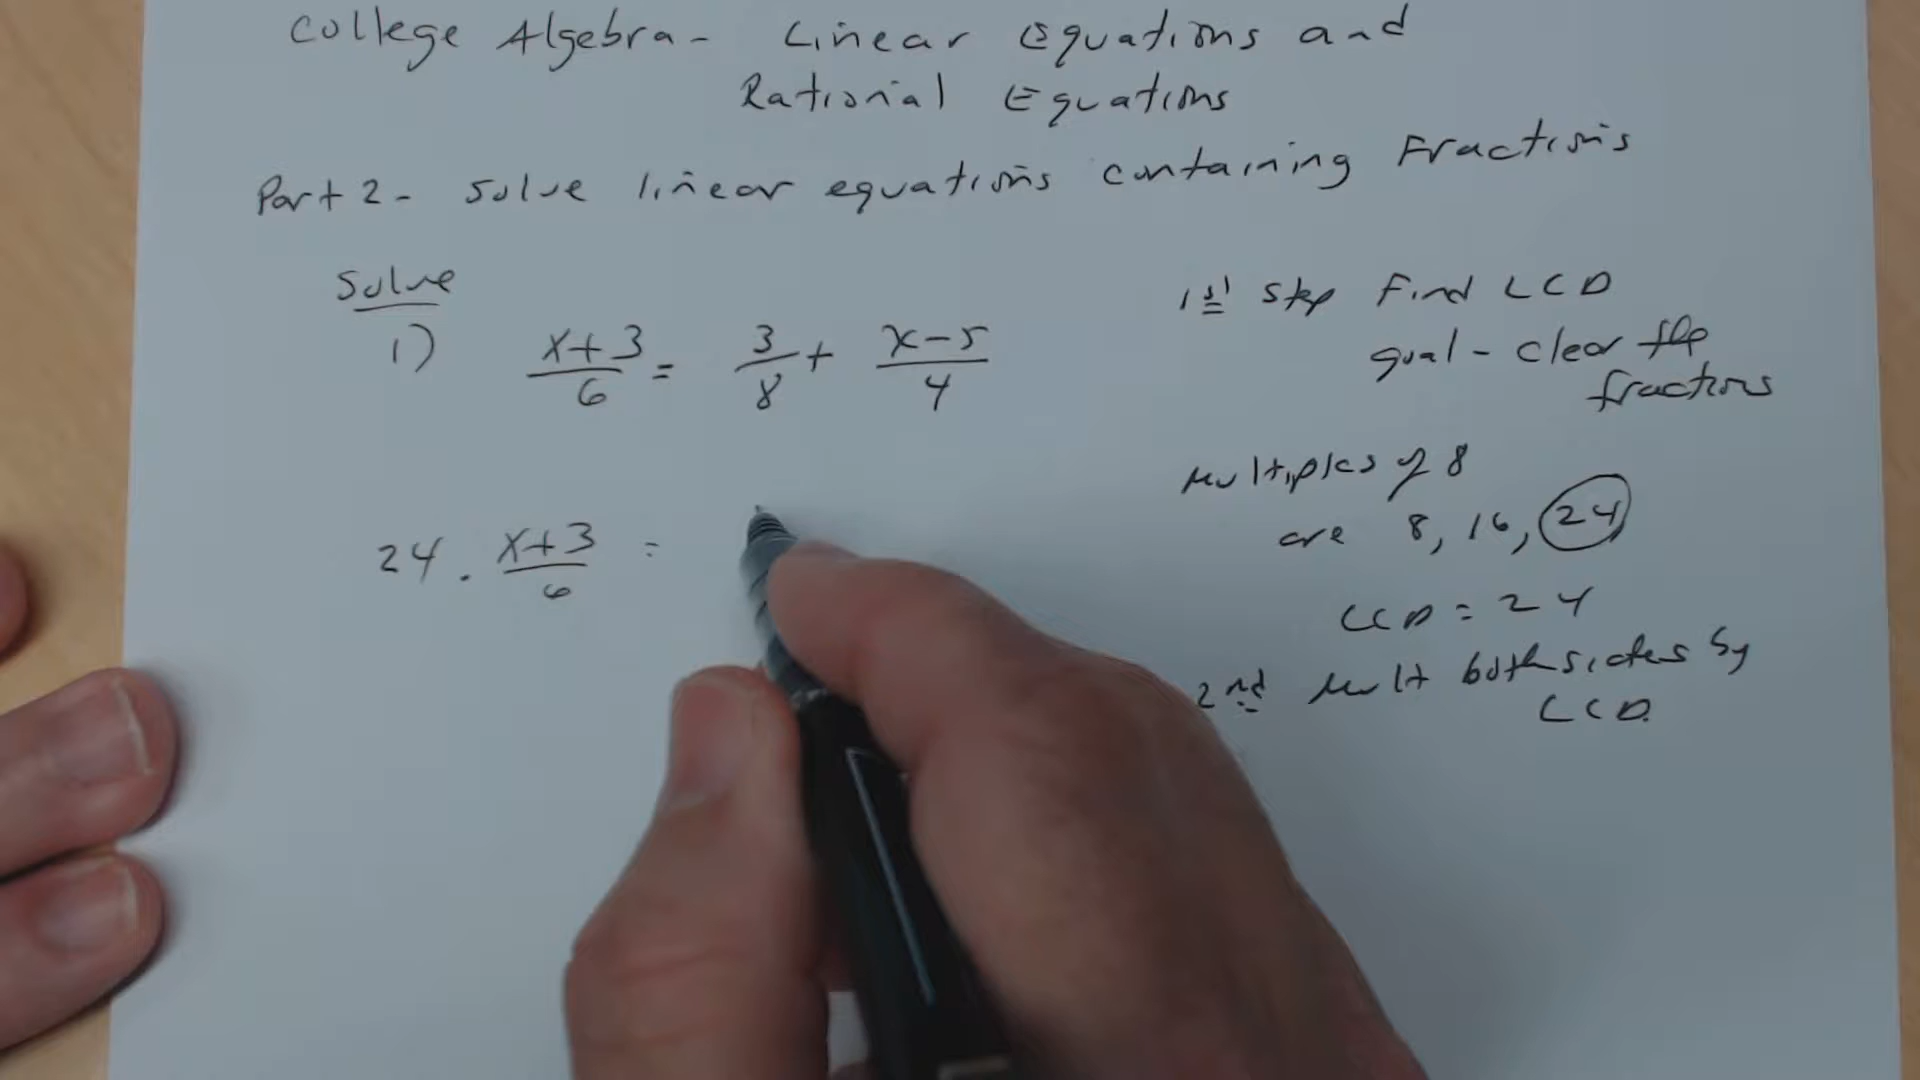 College Algebra - Linear Equations and
Rational Equations
Part 2 - Solve linear equations containing Fractions
Solve
1) x+3/6 = 3/8 + x-5/4
1st Step Find LCD
goal - clear the
fractions
Multiples of 8
are 8, 16, 24
LCD = 24
2nd Mult both sides by
LCD.
24 . x+3/6 =